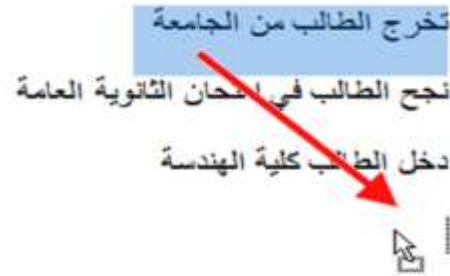 تخرج الطالب من الجامعة
نجح الطالب في امتحان الثانوية العامة
دخل الطالب كلية الهندسة